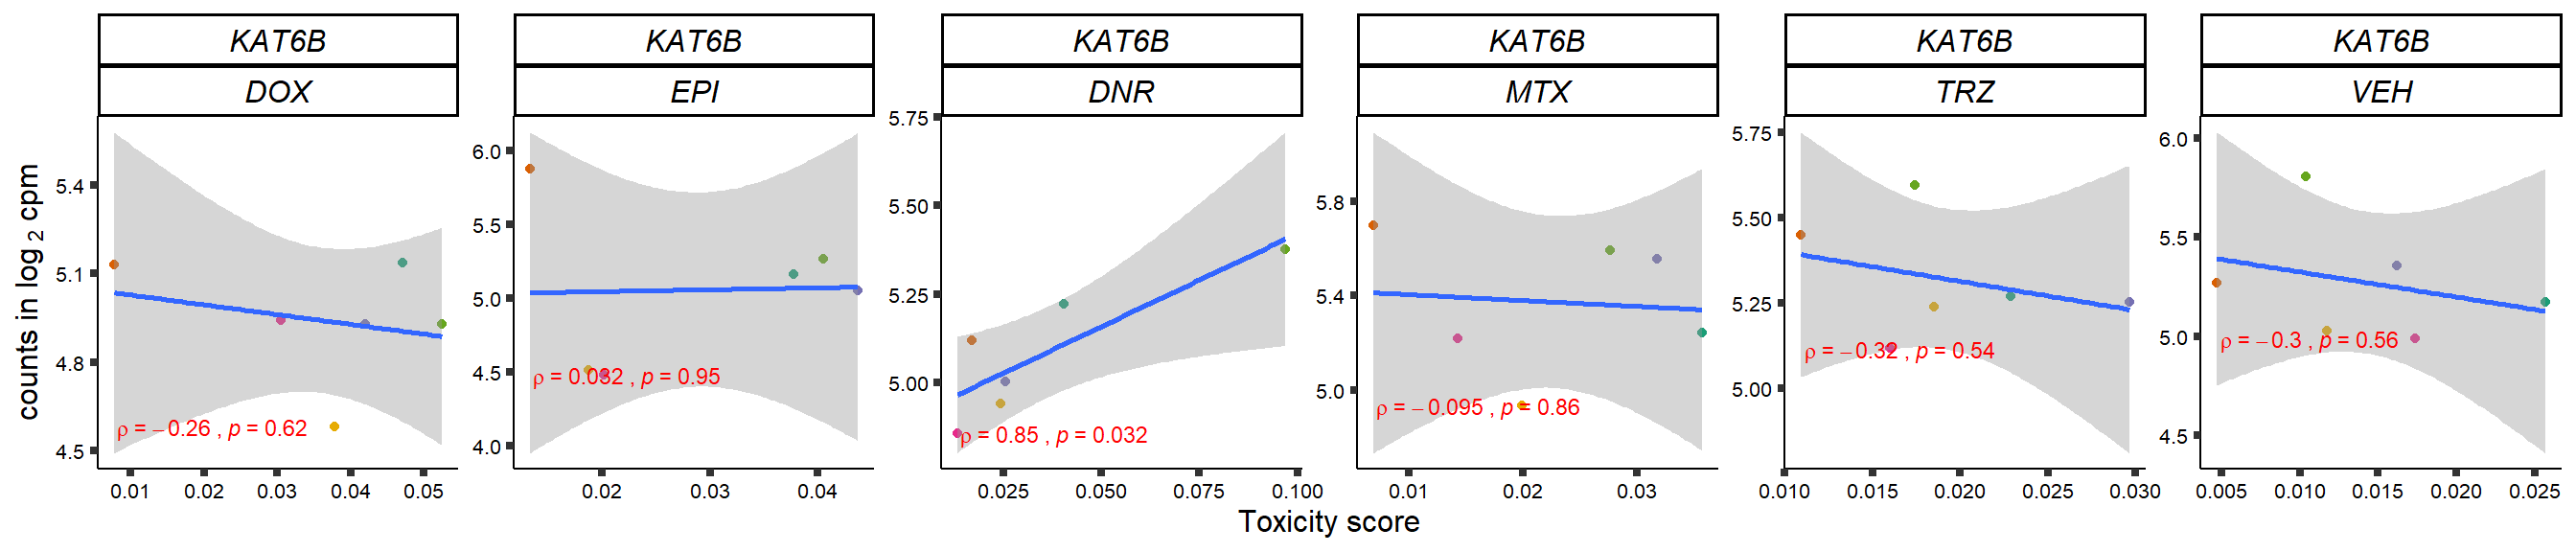 KAT6B KAT6B KAT6B KAT6B KAT6B KAT6B
DOX EPI DNR MTX TRZ VEH
counts in log 2 cpm
5.4
5.1
4.8
4.5
ρ = −0.26 , p = 0.62
0.01 0.02 0.03 0.04 0.05
6.0
5.5
5.0
4.5
4.0
ρ = 0.032 , p = 0.95
0.02 0.03 0.04
5.75
5.50
5.25
5.00
ρ = 0.85 , p = 0.032
0.025 0.050 0.075 0.100
5.8
5.4
5.0
ρ = −0.095 , p = 0.86
0.01 0.02 0.03
5.75
5.50
5.25
5.00
ρ = −0.32 , p = 0.54
0.010 0.015 0.020 0.025 0.030
6.0
5.5
5.0
4.5
ρ = −0.3 , p = 0.56
0.005 0.010 0.015 0.020 0.025
Toxicity score